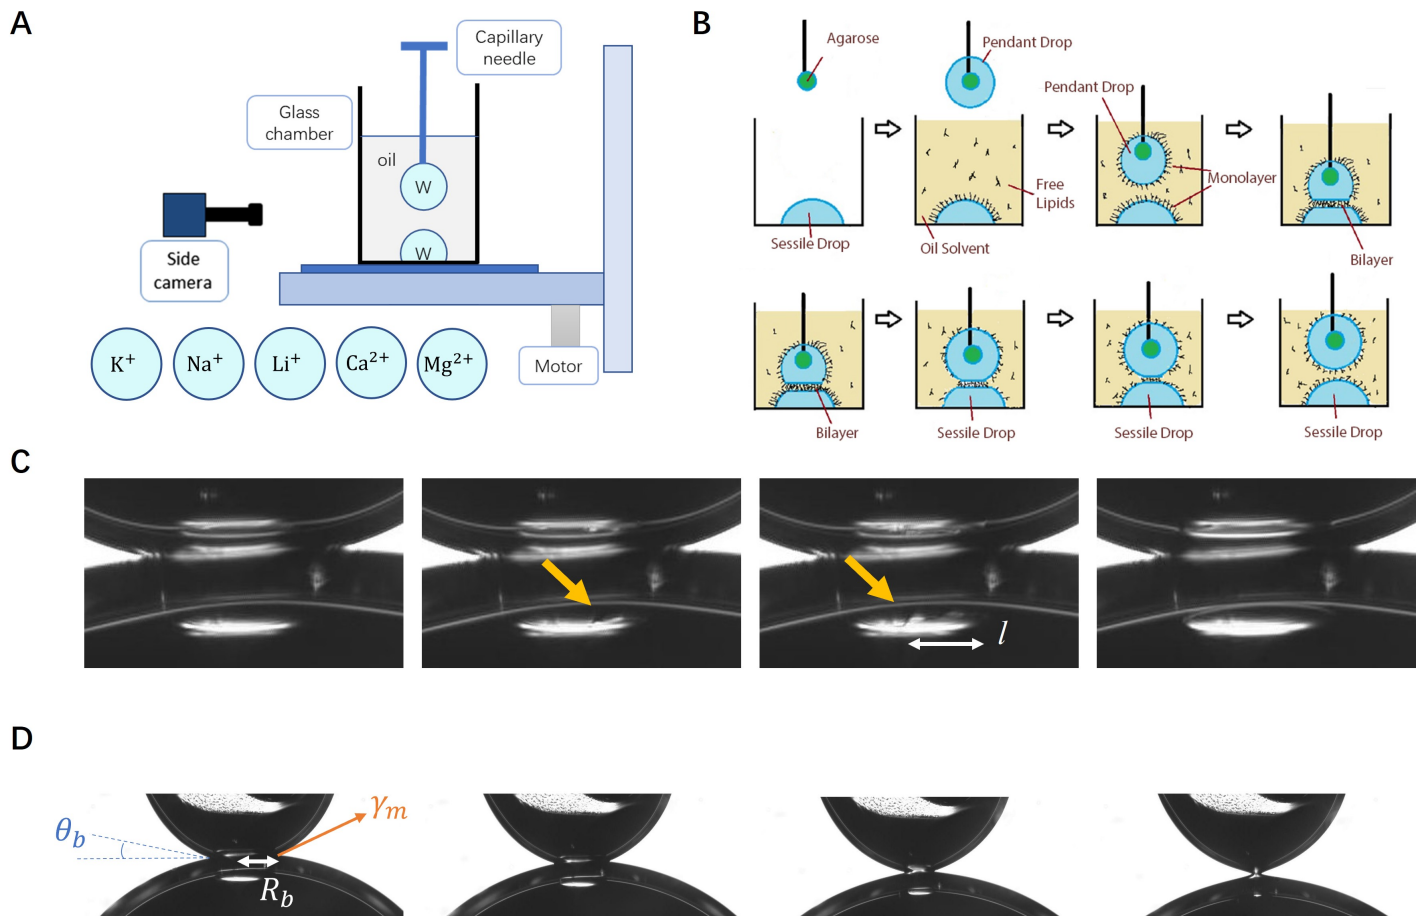 A
Capillary
needle
Glass
chamber
oil
W
W
Side
camera
Motor
K+
Na+
Li+
Ca2+
Mg2+
B
Agarose
Sessile Drop
Pendant Drop
Free
Lipids
Oil Solvent
Pendant Drop
Monolayer
Bilayer
Bilayer
Sessile Drop
Sessile Drop
Sessile Drop
C
l
D
θb
γm
Rb